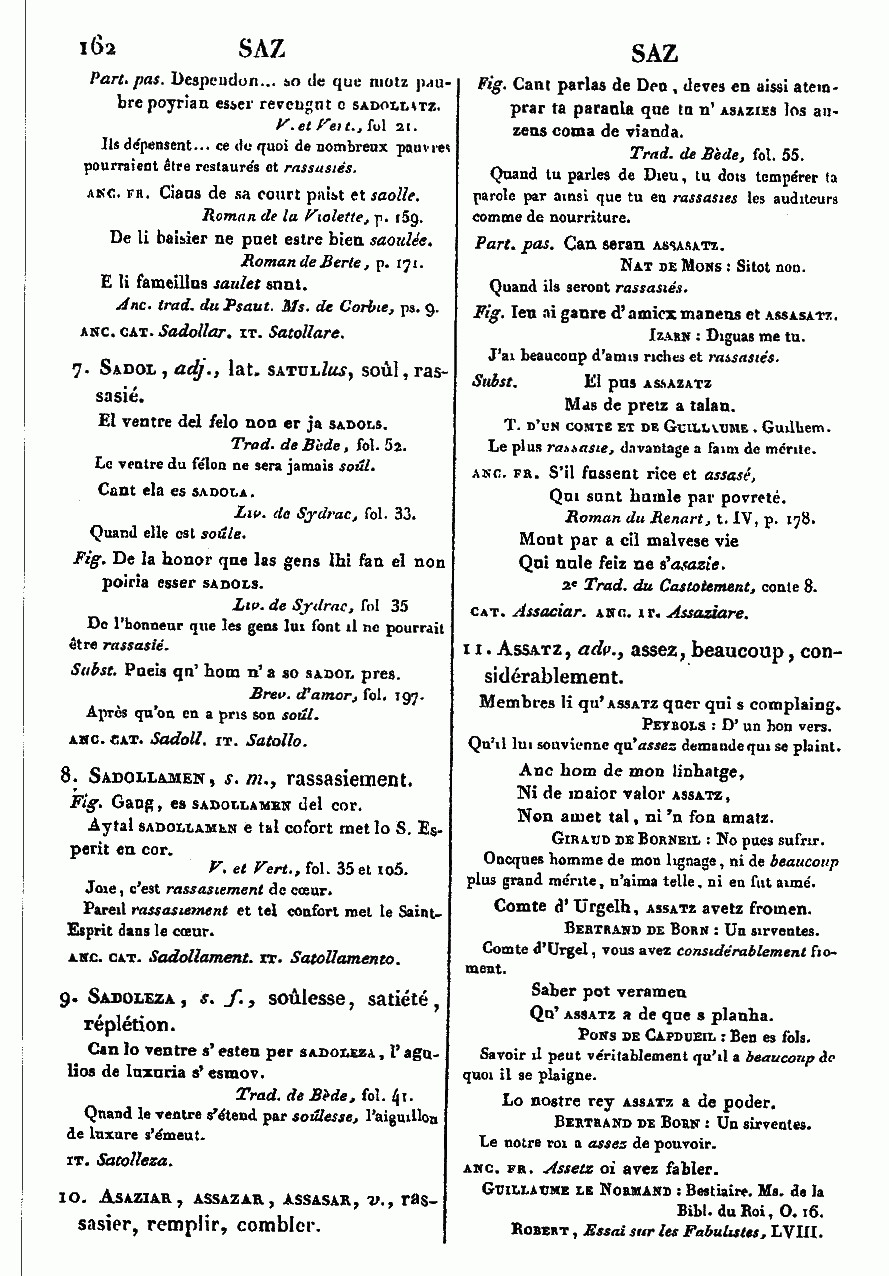 162 SAZ
SAZ
Part. pas. Despendon... so de que motz pau-
bre poyrian esser revengut e SADOLLATZ.
V. et Vert., fol 21.
Ils dépensent... ce de quoi de nombreux pauvres
pourraient être restaurés et rassasiés.
ANC. FR. Cians de sa court paist et saolle.
Roman de la Violette, p. 159.
De li baisier ne puet estre bien saoulée.
Roman de Berte, p. 171.
E li fameillus saulet sunt.
Anc. trad. du Psaut. Ms. de Corbie, ps. 9.
ANC. CAT. Sadollar. IT. Satollare.
7. SADOL, adj., lat. SATULlus, soûl, ras-
sasié.
El ventre del felo non er ja SADOLS.
Trad. de Bède, fol. 52.
Le ventre du félon ne sera jamais soûl.
Cant ela es SADOLA.
Liv. de Sydrac, fol. 33.
Quand elle est soûle.
Fig. De la honor que las gens lhi fan el non
poiria esser SADOLS.
Liv. de Sydrac, fol 35
De l'honneur que les gens lui font il ne pourrait
être rassasié.
Subst. Pueis qu' hom n' a so SADOL pres.
Brev. d'amor, fol. 197.
Après qu'on en a pris son soûl.
ANC. CAT. Sadoll. IT. Satollo.
8. SADOLLAMEN, s. m., rassasiement.
Fig. Gaug, es SADOLLAMEN del cor.
Aytal SADOLLAMEN e tal cofort met lo S. Es-
perit en cor.
V. et Vert., fol. 35 et 105.
Joie, c'est rassasiement de cœur.
Pareil rassasiement et tel confort met le Saint-
Esprit dans le cœur.
ANC. CAT. Sadollament. IT. Satollamento.
9. SADOLEZA, s. f., soûlesse, satiété,
réplétion.
Can lo ventre s' esten per SADOLEZA, l' agu-
lios de luxuria s' esmov.
Trad. de Bède, fol. 41.
Quand le ventre s'étend par soûlesse, l'aiguillon
de luxure s'émeut.
IT. Satolleza.
10. ASAZIAR, ASSAZAR, ASSASAR, v., ras-
sasier, remplir, combler.
Fig. Cant parlas de Deu, deves en aissi atem-
prar ta paraula que tu n' ASAZIES los au-
zens coma de vianda.
Trad. de Bède, fol. 55.
Quand tu parles de Dieu, tu dois tempérer ta
parole par ainsi que tu en rassasies les auditeurs
comme de nourriture.
Part. pas. Can seran ASSASATZ.
NAT DE MONS : Sitot non.
Quand ils seront rassasiés.
Fig. Ieu ai ganre d' amicx manens et ASSASATZ.
IZARN : Diguas me tu.
J'ai beaucoup d'amis riches et rassasiés.
Subst. El pus ASSAZATZ
Mas de pretz a talan.
T. D'UN COMTE ET DE GUILLAUME. Guilhem.
Le plus rassasié, davantage a faim de mérite.
ANC. FR. S'il fussent rice et assasé,
Qui sunt humle par povreté.
Roman du Renart, t. IV, p. 178.
Mout par a cil malvese vie
Qui nule feiz ne s'asazie.
2e Trad. du Castoiement, conte 8.
CAT. Assaciar. ANC. IT. Assaziare.
11. ASSATZ, adv., assez, beaucoup, con-
sidérablement.
Membres li qu' ASSATZ quer qui s complaing.
PEYROLS : D' un bon vers.
Qu'il lui souvienne qu'assez demande qui se plaint.
Anc hom de mon linhatge,
Ni de maior valor ASSATZ,
Non amet tal, ni 'n fon amatz.
GIRAUD DE BORNEIL : No pues sufrir.
Oncques homme de mon lignage, ni de beaucoup
plus grand mérite, n'aima telle, ni en fut aimé.
Comte d' Urgelh, ASSATZ avetz fromen.
BERTRAND DE BORN : Un sirventes.
Comte d'Urgel, vous avez considérablement fro-
ment.
Saber pot veramen
Qu' ASSATZ a de que s planha.
PONS DE CAPDUEIL : Ben es fols.
Savoir il peut véritablement qu'il a beaucoup de
quoi il se plaigne.
Lo nostre rey ASSATZ a de poder.
BERTRAND DE BORN : Un sirventes.
Le notre roi a assez de pouvoir.
ANC. FR. Assetz oi avez fabler.
GUILLAUME LE NORMAND : Bestiaire. Ms. de la
Bibl. du Roi, O. 16.
ROBERT, Essai sur les Fabulistes, LVIII.